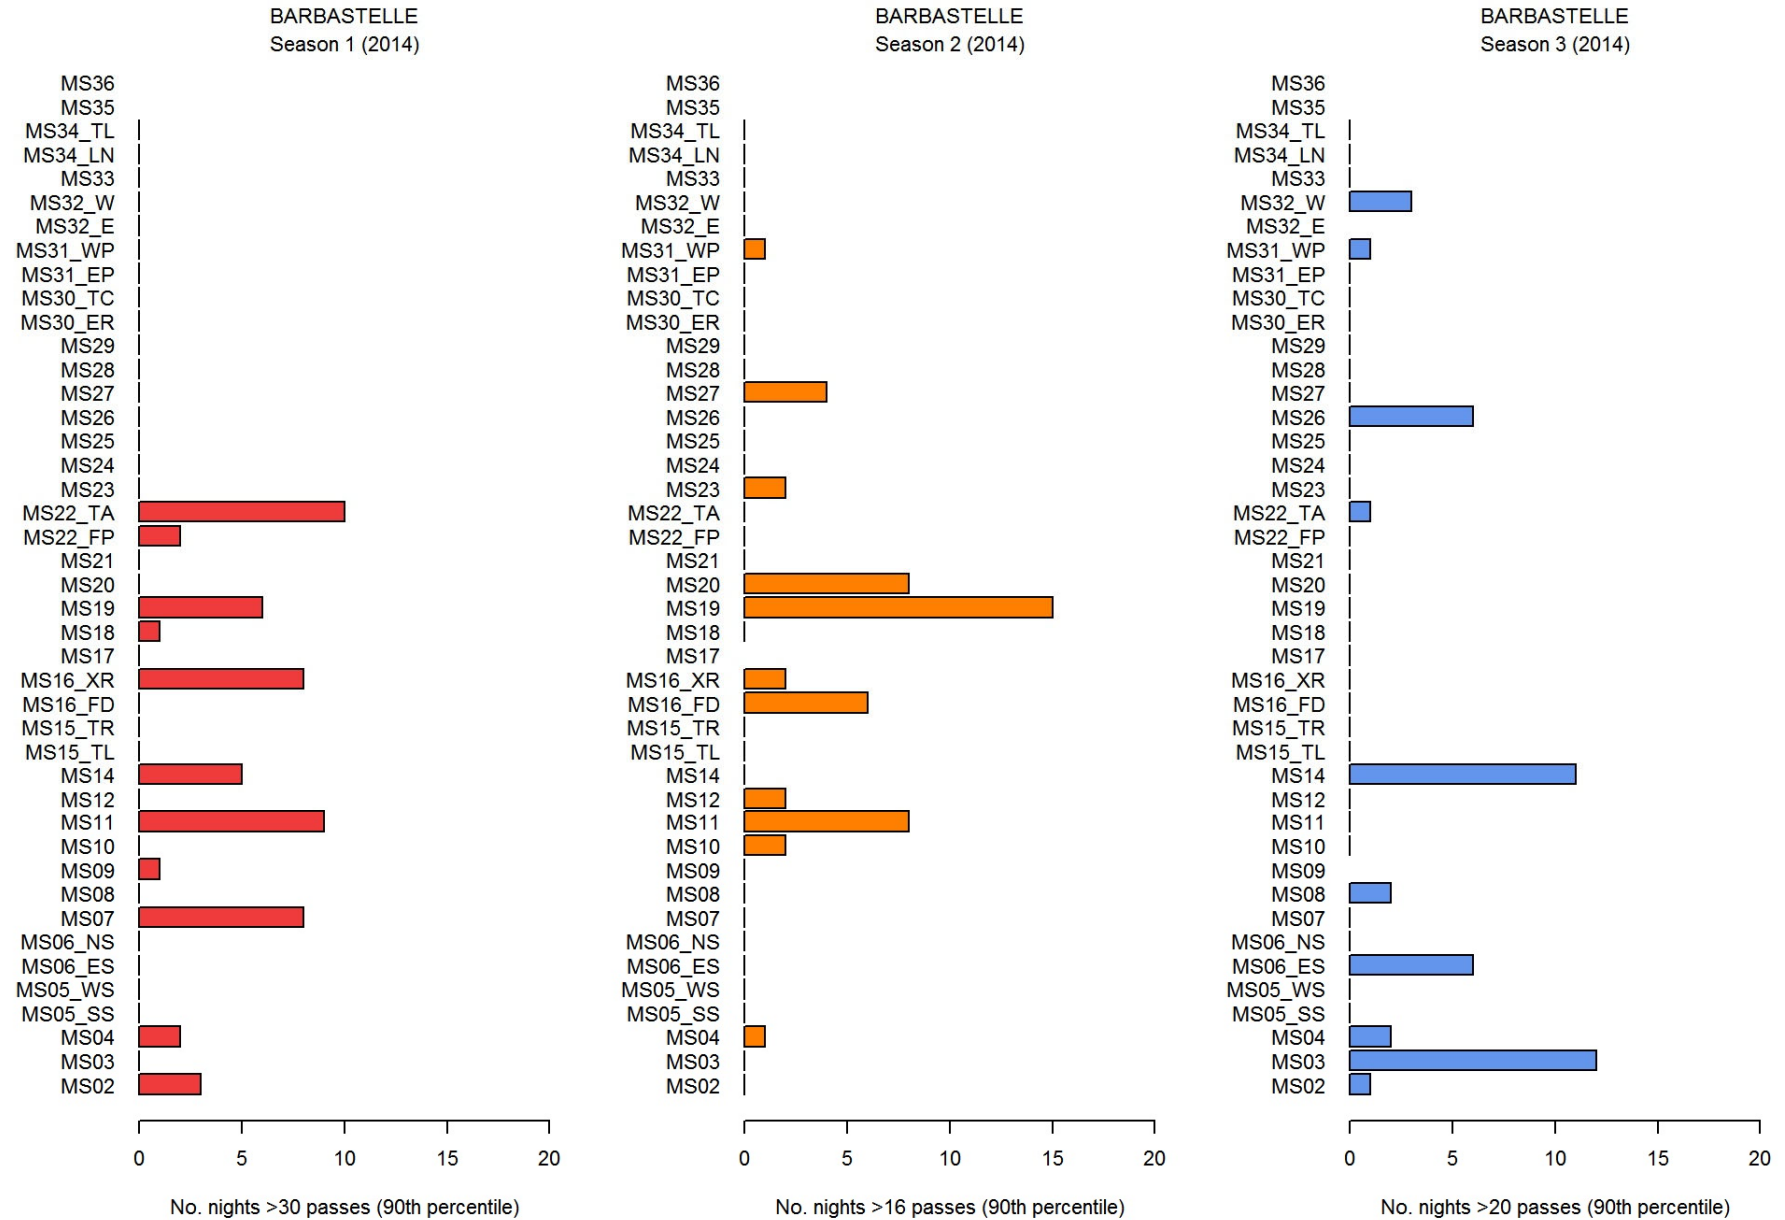 BARBASTELLE
Season 1 (2014)
MS36
MS35
MS34_TL
MS34_LN
MS33
MS32_W
MS32_E
MS31_WP
MS31_EP
MS30_TC
MS30_ER
MS29
MS28
MS27
MS26
MS25
MS24
MS23
MS22_TA
MS22_FP
MS21
MS20
MS19
MS18
MS17
MS16_XR
MS16_FD
MS15_TR
MS15_TL
MS14
MS12
MS11
MS10
MS09
MS08
MS07
MS06_NS
MS06_ES
MS05_WS
MS05_SS
MS04
MS03
MS02
0 5 10 15 20
No. nights >30 passes (90th percentile)
BARBASTELLE
Season 2 (2014)
MS36
MS35
MS34_TL
MS34_LN
MS33
MS32_W
MS32_E
MS31_WP
MS31_EP
MS30_TC
MS30_ER
MS29
MS28
MS27
MS26
MS25
MS24
MS23
MS22_TA
MS22_FP
MS21
MS20
MS19
MS18
MS17
MS16_XR
MS16_FD
MS15_TR
MS15_TL
MS14
MS12
MS11
MS10
MS09
MS08
MS07
MS06_NS
MS06_ES
MS05_WS
MS05_SS
MS04
MS03
MS02
0 5 10 15 20
No. nights >16 passes (90th percentile)
BARBASTELLE
Season 3 (2014)
MS36
MS35
MS34_TL
MS34_LN
MS33
MS32_W
MS32_E
MS31_WP
MS31_EP
MS30_TC
MS30_ER
MS29
MS28
MS27
MS26
MS25
MS24
MS23
MS22_TA
MS22_FP
MS21
MS20
MS19
MS18
MS17
MS16_XR
MS16_FD
MS15_TR
MS15_TL
MS14
MS12
MS11
MS10
MS09
MS08
MS07
MS06_NS
MS06_ES
MS05_WS
MS05_SS
MS04
MS03
MS02
0 5 10 15 20
No. nights >20 passes (90th percentile)